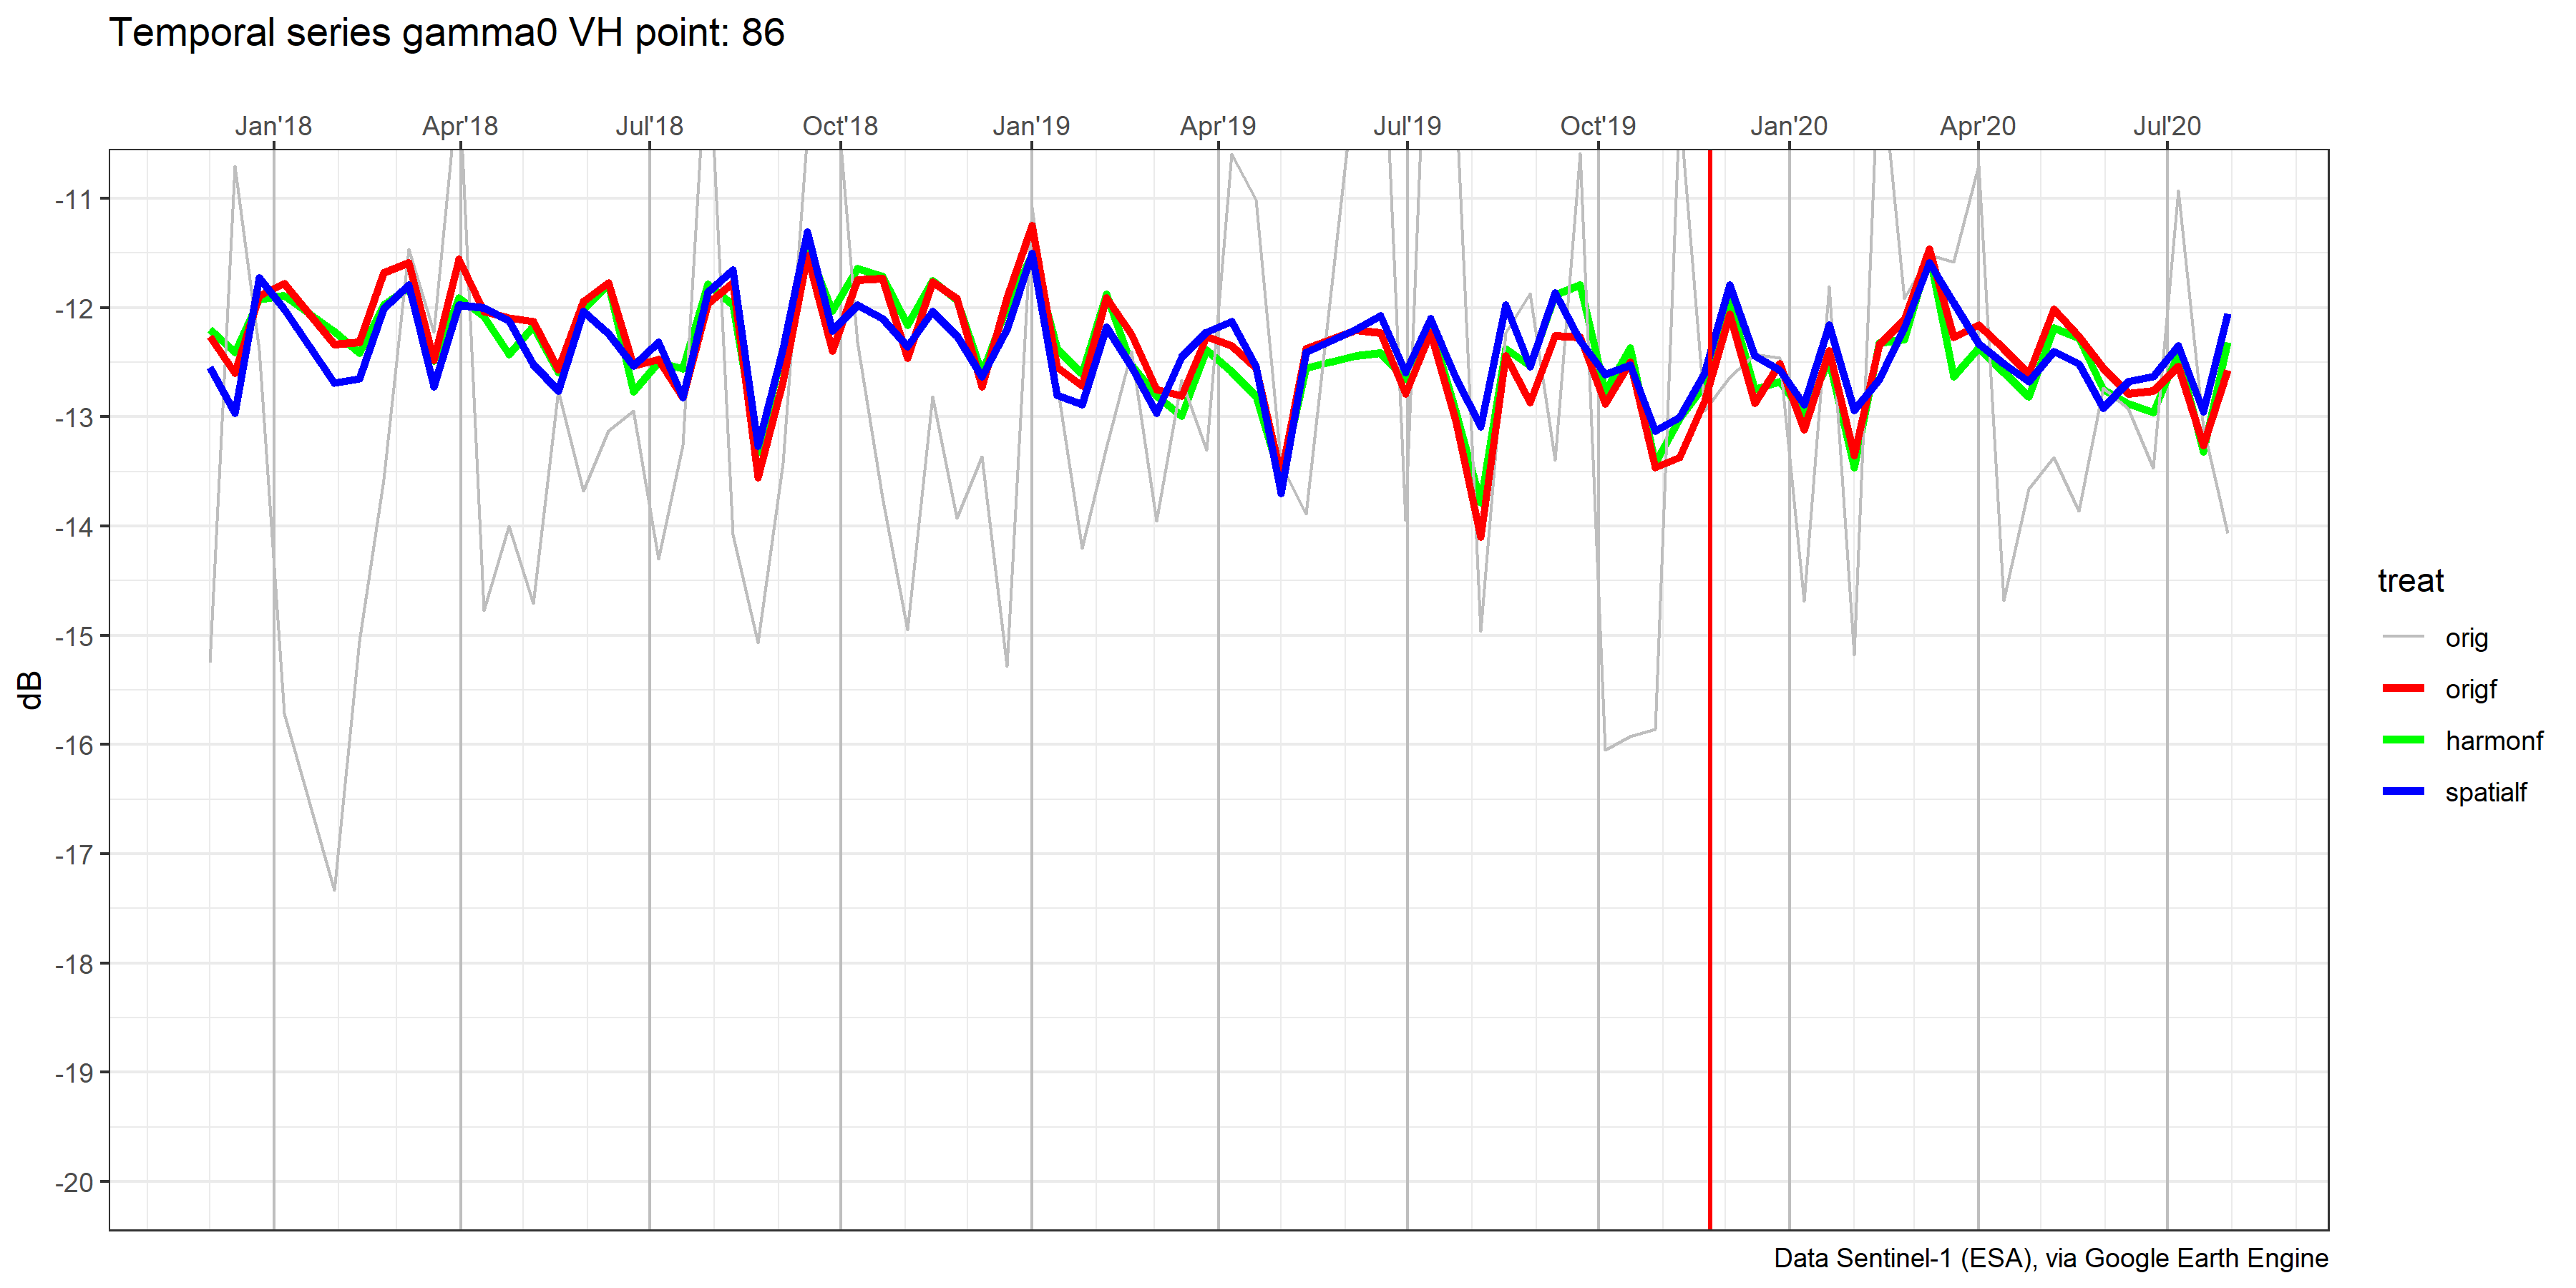 Temporal series gamma0 VH point: 86
Jan'18 Apr'18 Jul'18 Oct'18 Jan'19 Apr'19 Jul'19 Oct'19 Jan'20 Apr'20 Jul'20
-11
-12
-13
-14
-15
-16
-17
-18
-19
-20
dB
treat
orig
origf
harmonf
spatialf
Data Sentinel-1 (ESA), via Google Earth Engine